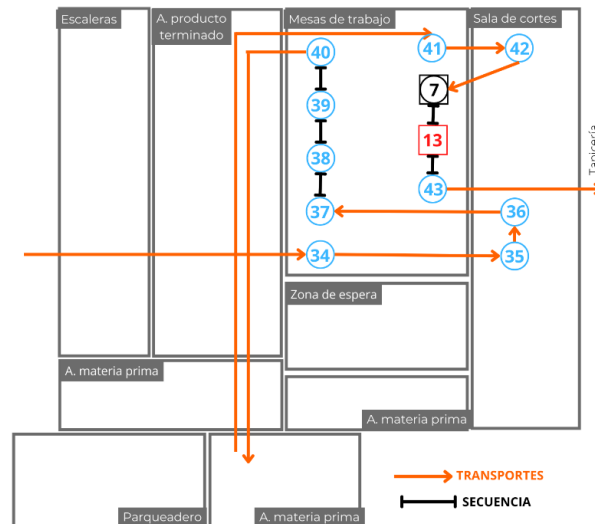 Escaleras
A. producto
terminado
Mesas de trabajo
Sala de cortes
40
41
42
7
39
13
38
43
37
36
34
35
Tapicería
Zona de espera
A. materia prima
A. materia prima
Parqueadero
A. materia prima
TRANSPORTES
SECUENCIA